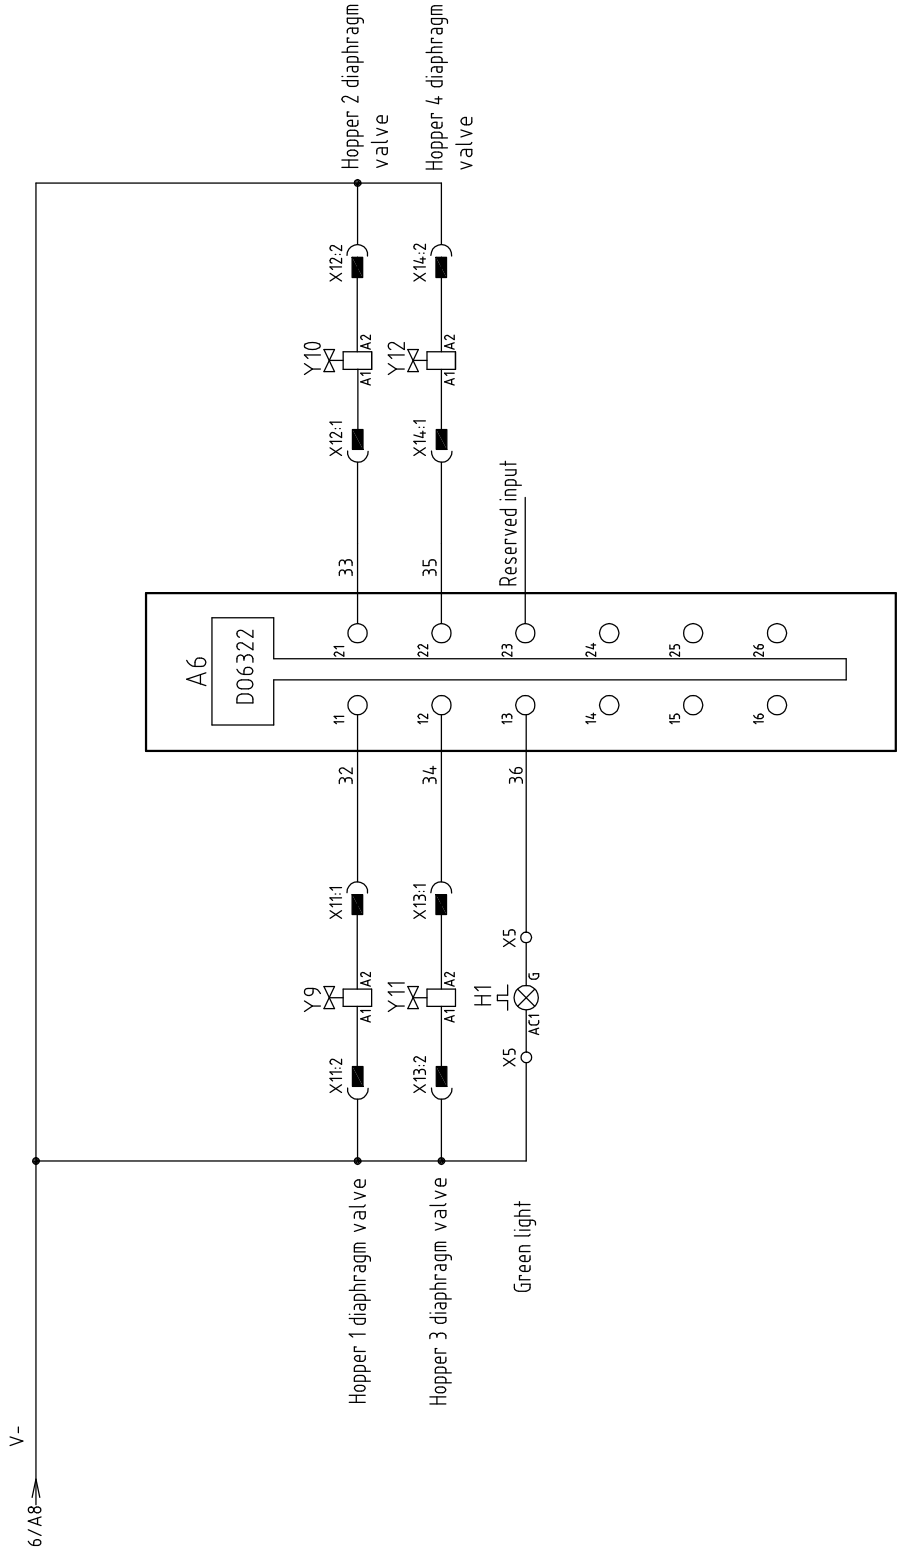 V-
6/A8
A6
DO6322
Y9
Y10
X11:2
X11:1
X12:1
X12:2
Hopper 1 diaphragm valve
32
11
21
33
Hopper 2 diaphragm
valve
A1
A2
A1
A2
Y11
Y12
X13:2
X13:1
X14:1
X14:2
Hopper 3 diaphragm valve
34
12
22
35
Hopper 4 diaphragm
valve
A1
A2
A1
A2
H1
X5
X5
Green light
36
13
23
Reserved input
AC1
G
14
24
15
25
16
26